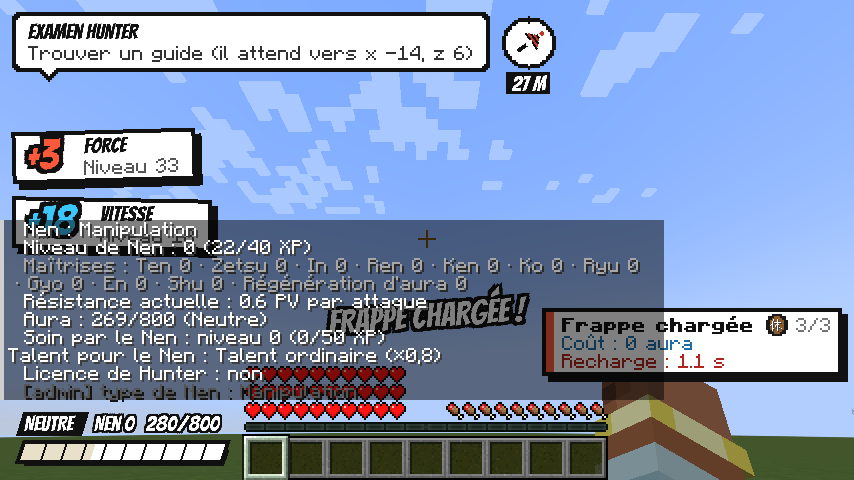 EXAMEN HUNTER
Trouver un guide (il attend vers x -14, z 6)
27 M
+3 FORCE
Niveau 33
+18 VITESSE
Nen : Manipulation
Niveau de Nen : 0 (22/40 XP)
Maîtrises : Ten 0 · Zetsu 0 · In 0 · Ren 0 · Ken 0 · Ko 0 · Ryu 0
· Gyo 0 · En 0 · Shu 0 · Régénération d'aura 0
Résistance actuelle : 0.6 PV par attaque
Aura : 269/800 (Neutre)
Soin par le Nen : niveau 0 (0/50 XP)
Talent pour le Nen : Talent ordinaire (×0,8)
Licence de Hunter : non
[admin] type de Nen : Manipulation
FRAPPE CHARGÉE !
Frappe chargée 3/3
Coût : 0 aura
Recharge : 1.1 s
NEUTRE NEN 0 280/800